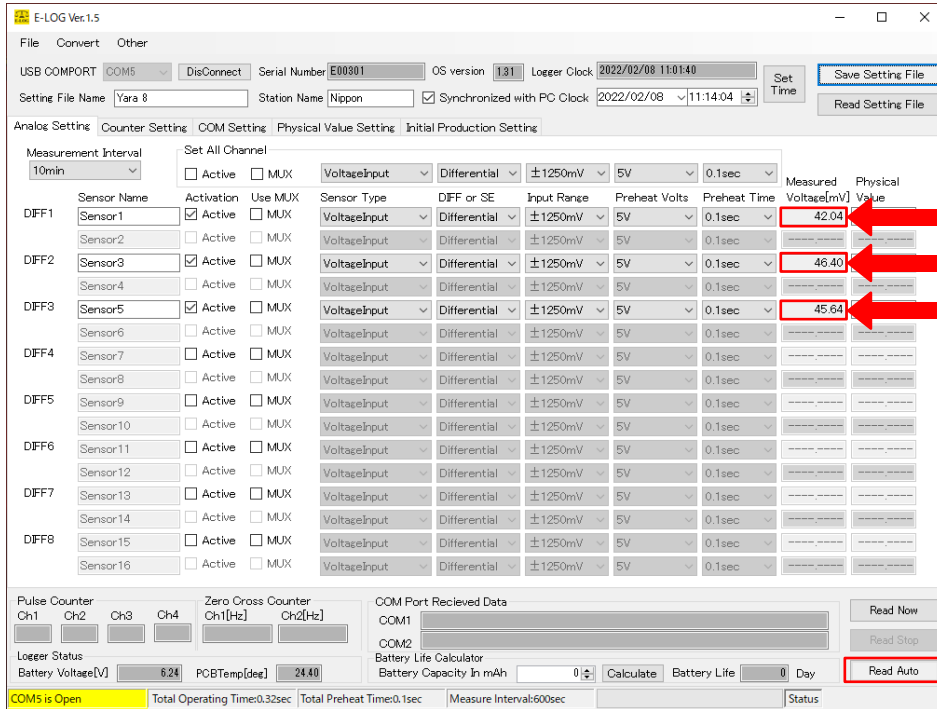 E-LOG Ver.1.5
File Convert Other
USB COMPORT COM5 DisConnect Serial Number E00301 OS version 1.31 Logger Clock 2022/02/08 11:01:40 Set Time Save Setting File
Setting File Name Yara 8 Station Name Nippon Synchronized with PC Clock 2022/02/08 11:14:04 Read Setting File
Analog Setting Counter Setting COM Setting Physical Value Setting Initial Production Setting
Measurement Interval Set All Channel
10min Active MUX VoltageInput Differential ±1250mV 5V 0.1sec
Sensor Name Activation Use MUX Sensor Type DIFF or SE Input Range Preheat Volts Preheat Time Measured Voltage[mV] Physical Value
DIFF1 Sensor1 Active MUX VoltageInput Differential ±1250mV 5V 0.1sec 42.04
Sensor2 Active MUX VoltageInput Differential ±1250mV 5V 0.1sec ----.---- ----.----
DIFF2 Sensor3 Active MUX VoltageInput Differential ±1250mV 5V 0.1sec 46.40
Sensor4 Active MUX VoltageInput Differential ±1250mV 5V 0.1sec ----.---- ----.----
DIFF3 Sensor5 Active MUX VoltageInput Differential ±1250mV 5V 0.1sec 45.64
Sensor6 Active MUX VoltageInput Differential ±1250mV 5V 0.1sec ----.---- ----.----
DIFF4 Sensor7 Active MUX VoltageInput Differential ±1250mV 5V 0.1sec ----.---- ----.----
Sensor8 Active MUX VoltageInput Differential ±1250mV 5V 0.1sec ----.---- ----.----
DIFF5 Sensor9 Active MUX VoltageInput Differential ±1250mV 5V 0.1sec ----.---- ----.----
Sensor10 Active MUX VoltageInput Differential ±1250mV 5V 0.1sec ----.---- ----.----
DIFF6 Sensor11 Active MUX VoltageInput Differential ±1250mV 5V 0.1sec ----.---- ----.----
Sensor12 Active MUX VoltageInput Differential ±1250mV 5V 0.1sec ----.---- ----.----
DIFF7 Sensor13 Active MUX VoltageInput Differential ±1250mV 5V 0.1sec ----.---- ----.----
Sensor14 Active MUX VoltageInput Differential ±1250mV 5V 0.1sec ----.---- ----.----
DIFF8 Sensor15 Active MUX VoltageInput Differential ±1250mV 5V 0.1sec ----.---- ----.----
Sensor16 Active MUX VoltageInput Differential ±1250mV 5V 0.1sec ----.---- ----.----
Pulse Counter Zero Cross Counter COM Port Recieved Data
Ch1 Ch2 Ch3 Ch4 Ch1[Hz] Ch2[Hz] COM1 Read Now
COM2 Read Stop
Logger Status Battery Life Calculator
Battery Voltage[V] 6.24 PCBTemp[deg] 24.40 Battery Capacity In mAh 0 Calculate Battery Life 0 Day Read Auto
COM5 is Open Total Operating Time:0.32sec Total Preheat Time:0.1sec Measure Interval:600sec Status